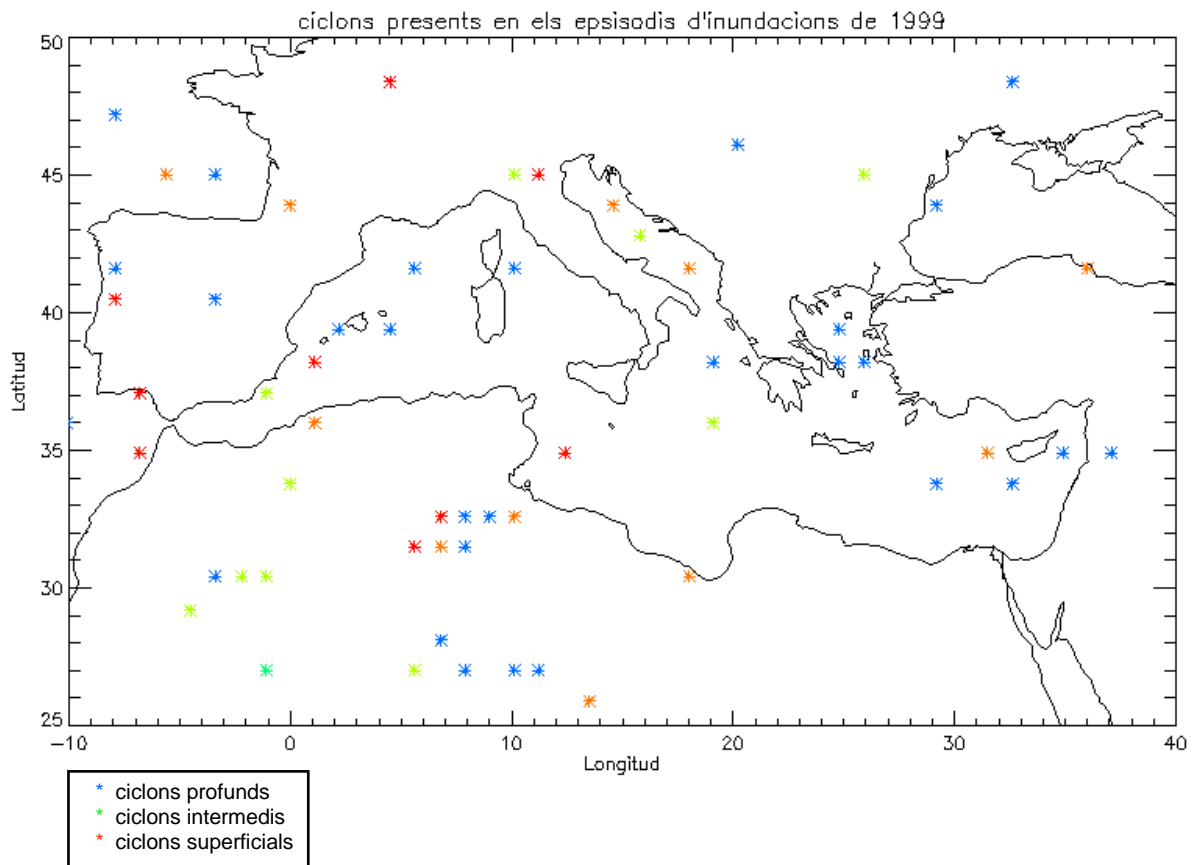 ciclons presents en els epsisodis d'inundacions de 1999
50
45
40
35
30
25
Latitud
-10
0
10
20
30
40
Longitud
* ciclons profunds
* ciclons intermedis
* ciclons superficials